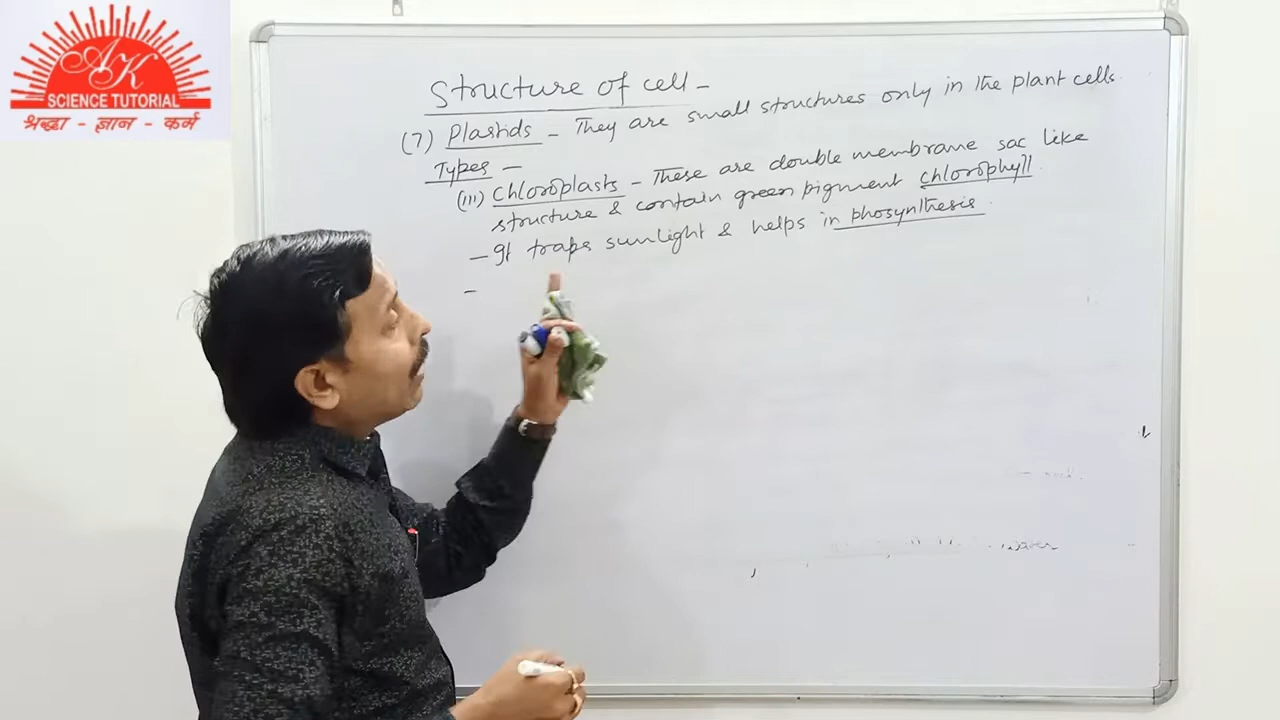 AK
SCIENCE TUTORIAL
श्रद्धा - ज्ञान - कर्म
Structure of cell -
(7) Plastids - They are small structures only in the plant cells.
Types -
(III) Chloroplasts - These are double membrane sac like
structure & contain green pigment chlorophyll.
- It traps sunlight & helps in phosynthesis.
-